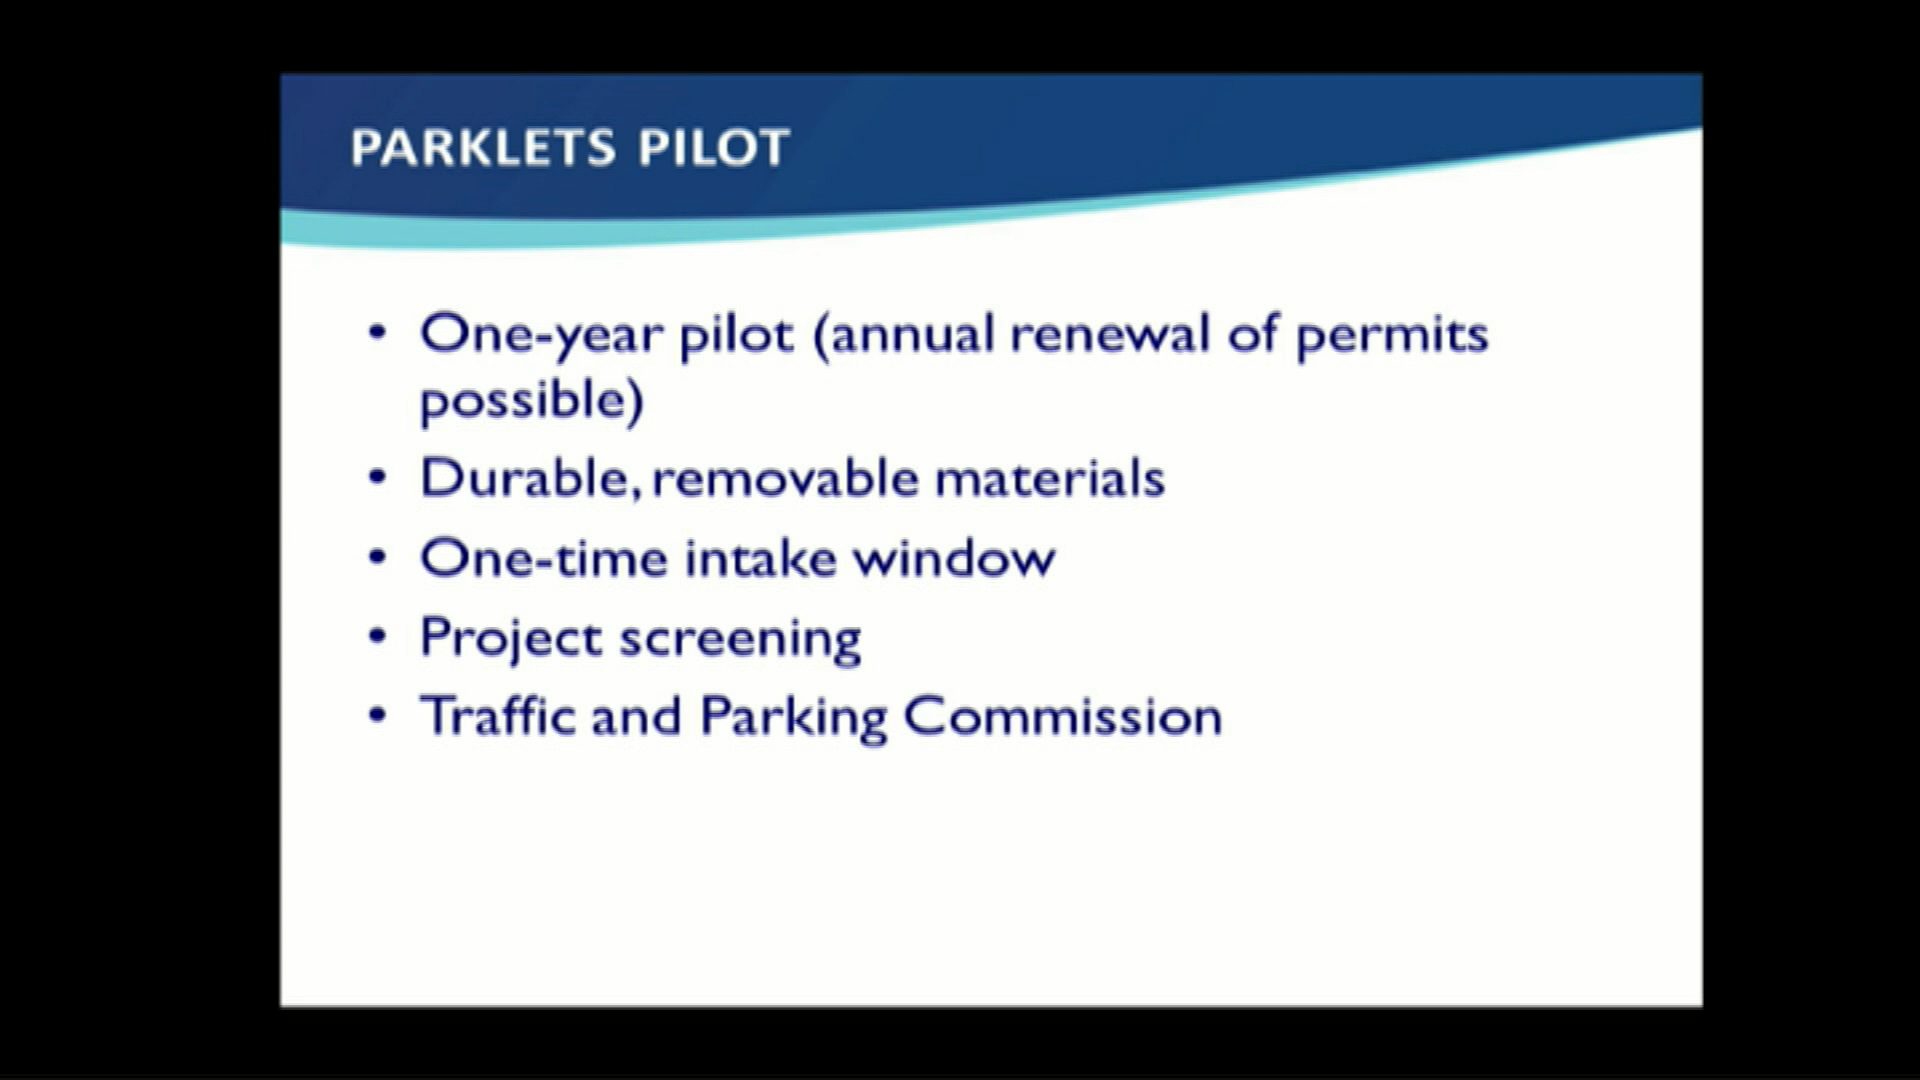 PARKLETS PILOT
• One-year pilot (annual renewal of permits
possible)
• Durable, removable materials
• One-time intake window
• Project screening
• Traffic and Parking Commission